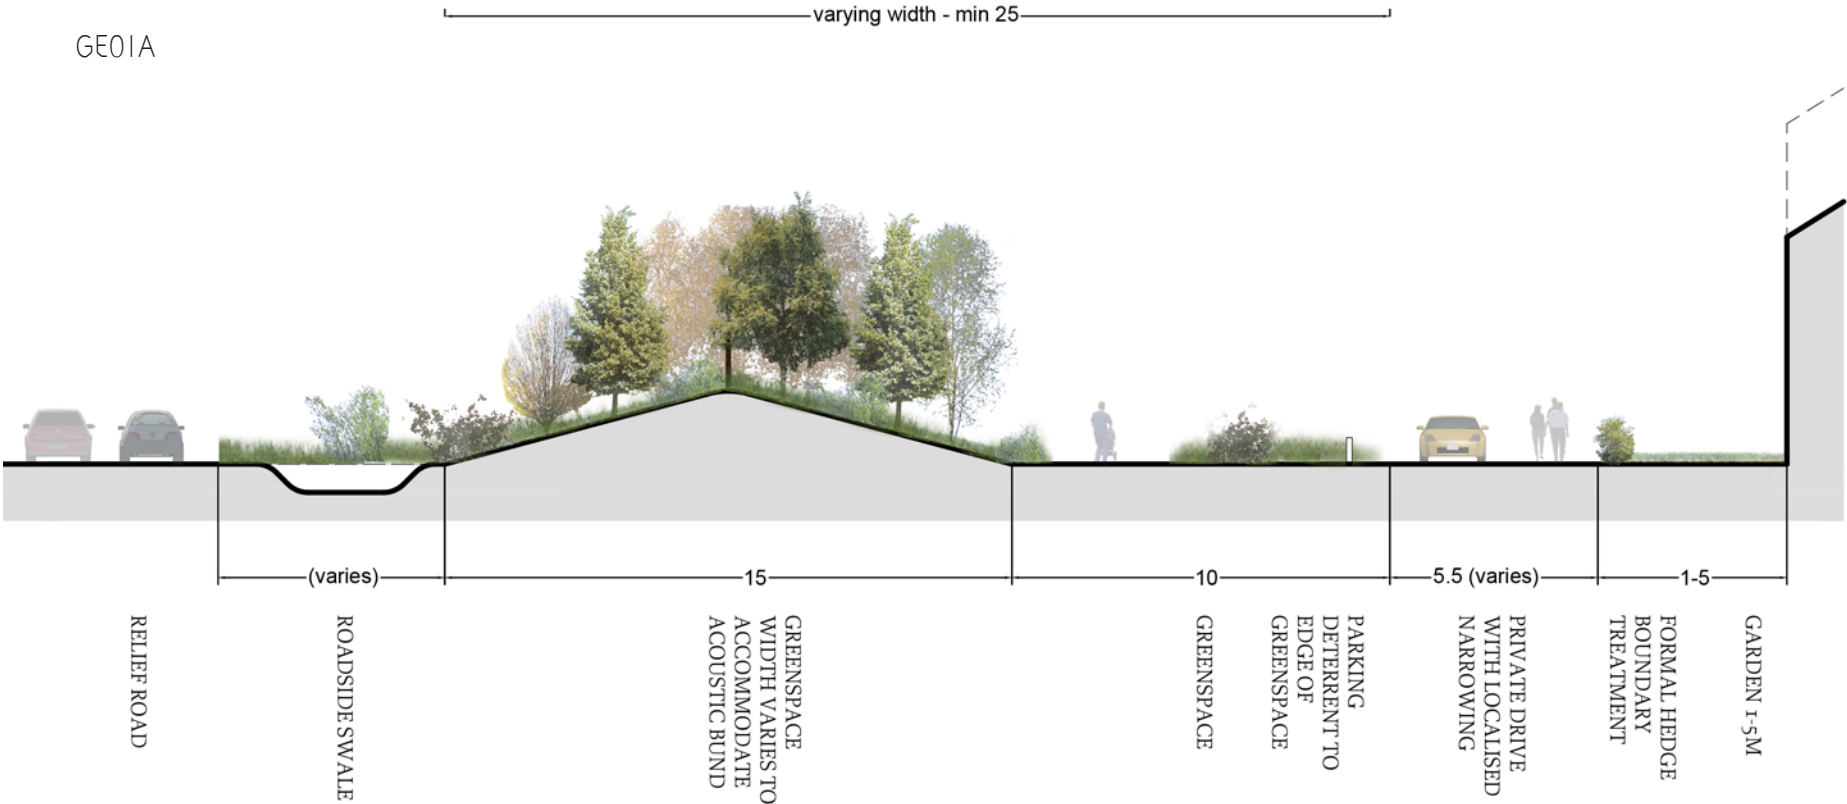 varying width - min 25
GE01A
(varies)
15
10
5.5 (varies)
1-5
RELIEF ROAD
ROADSIDE SWALE
GREENSPACE
WIDTH VARIES TO
ACCOMMODATE
ACOUSTIC BUND
GREENSPACE
PARKING
DETERRENT TO
EDGE OF
GREENSPACE
PRIVATE DRIVE
WITH LOCALISED
NARROWING
FORMAL HEDGE
BOUNDARY
TREATMENT
GARDEN 1-5M